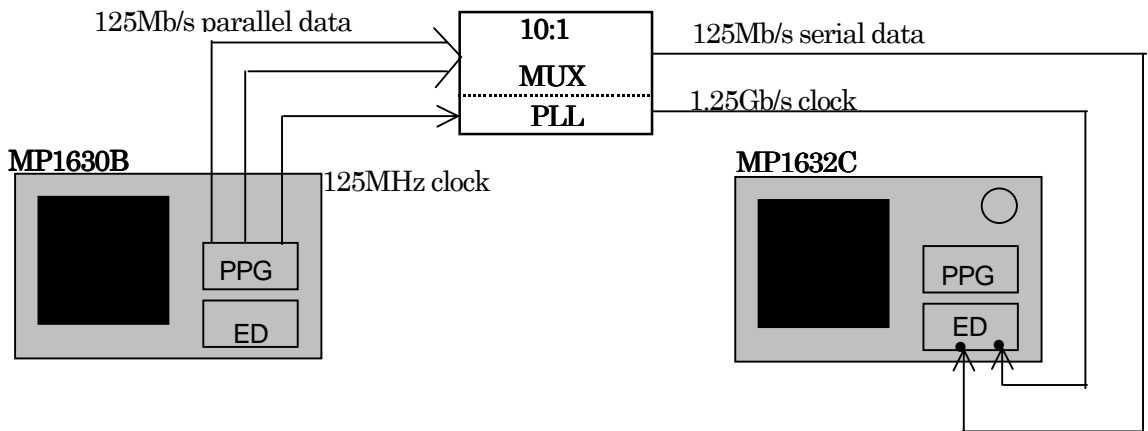 125Mb/s parallel data
10:1
MUX
PLL
125Mb/s serial data
1.25Gb/s clock
MP1630B
125MHz clock
PPG
ED
MP1632C
PPG
ED